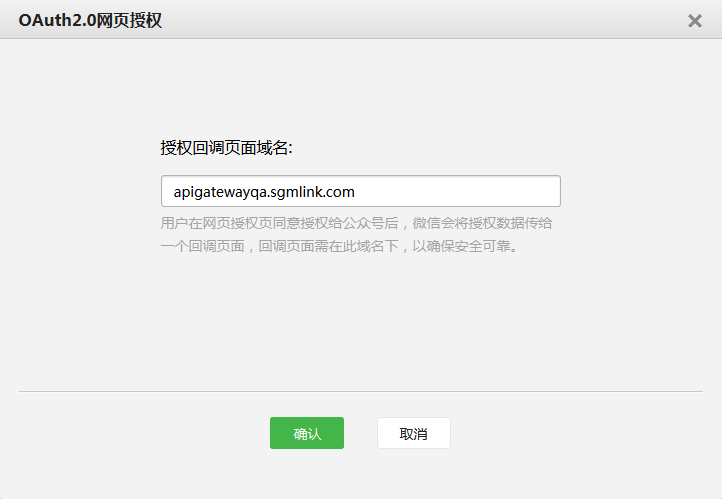 OAuth2.0网页授权
授权回调页面域名:
apigatewayqa.sgmlink.com
用户在网页授权页同意授权给公众号后，微信会将授权数据传给
一个回调页面，回调页面需在此域名下，以确保安全可靠。
确认 取消